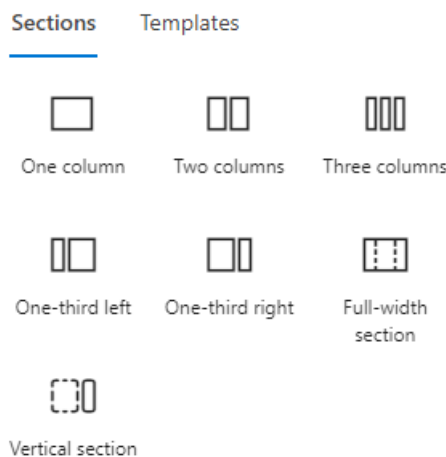 Sections Templates
One column Two columns Three columns
One-third left One-third right Full-width
section
Vertical section